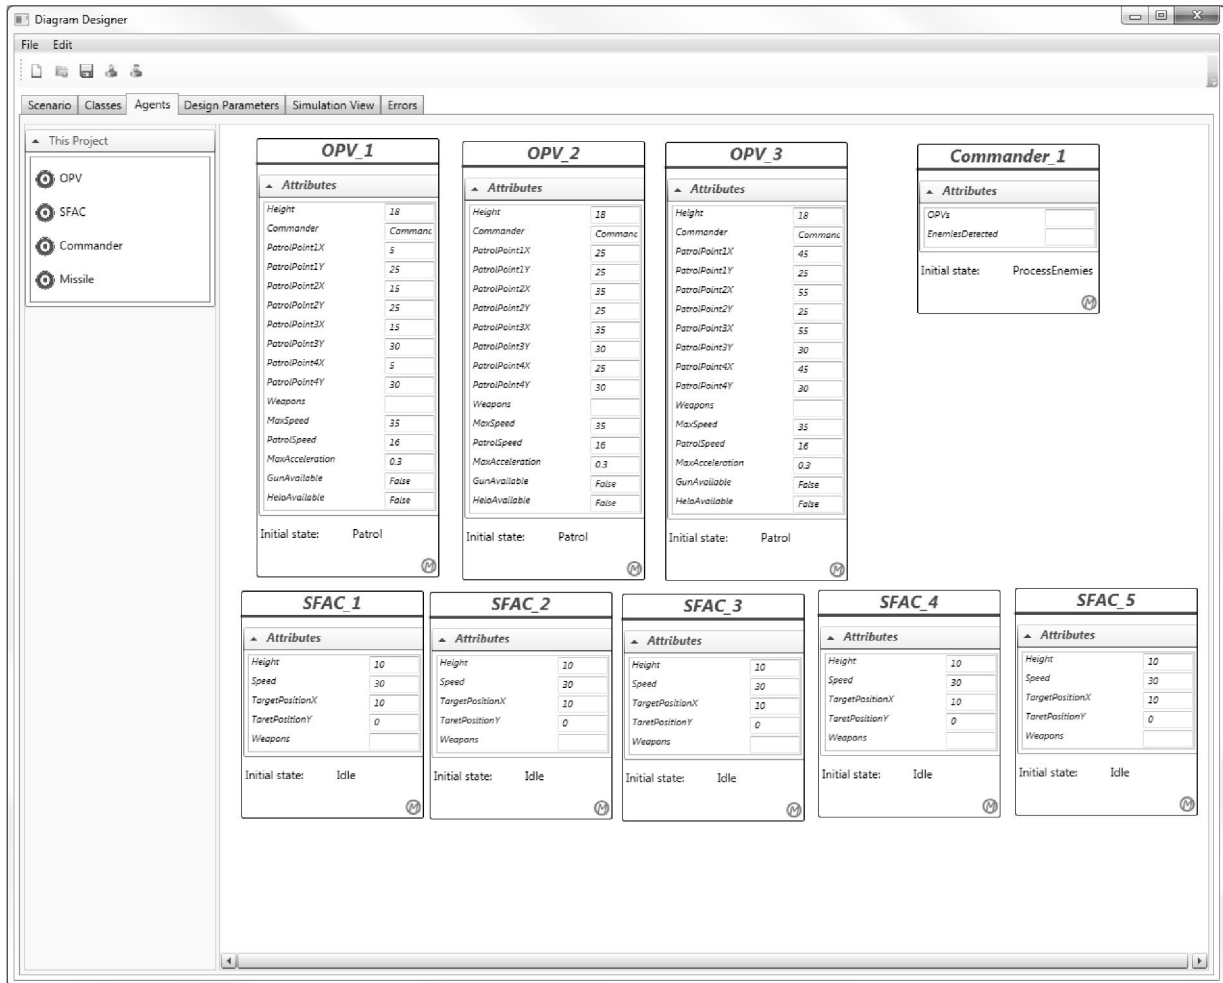 Diagram Designer
File Edit
Scenario Classes Agents Design Parameters Simulation View Errors
This Project
OPV
SFAC
Commander
Missile
OPV_1
Attributes
Height 18
Commander Commanc
PatrolPoint1X 5
PatrolPoint1Y 25
PatrolPoint2X 15
PatrolPoint2Y 25
PatrolPoint3X 15
PatrolPoint3Y 30
PatrolPoint4X 5
PatrolPoint4Y 30
Weapons
MaxSpeed 35
PatrolSpeed 16
MaxAcceleration 0.3
GunAvailable False
HeloAvailable False
Initial state: Patrol
M
OPV_2
Attributes
Height 18
Commander Commanc
PatrolPoint1X 25
PatrolPoint1Y 25
PatrolPoint2X 35
PatrolPoint2Y 25
PatrolPoint3X 35
PatrolPoint3Y 30
PatrolPoint4X 25
PatrolPoint4Y 30
Weapons
MaxSpeed 35
PatrolSpeed 16
MaxAcceleration 0.3
GunAvailable False
HeloAvailable False
Initial state: Patrol
M
OPV_3
Attributes
Height 18
Commander Commanc
PatrolPoint1X 45
PatrolPoint1Y 25
PatrolPoint2X 55
PatrolPoint2Y 25
PatrolPoint3X 55
PatrolPoint3Y 30
PatrolPoint4X 45
PatrolPoint4Y 30
Weapons
MaxSpeed 35
PatrolSpeed 16
MaxAcceleration 0.3
GunAvailable False
HeloAvailable False
Initial state: Patrol
M
Commander_1
Attributes
OPVs
EnemiesDetected
Initial state: ProcessEnemies
M
SFAC_1
Attributes
Height 10
Speed 30
TargetPositionX 10
TaretPositionY 0
Weapons
Initial state: Idle
M
SFAC_2
Attributes
Height 10
Speed 30
TargetPositionX 10
TaretPositionY 0
Weapons
Initial state: Idle
M
SFAC_3
Attributes
Height 10
Speed 30
TargetPositionX 10
TaretPositionY 0
Weapons
Initial state: Idle
M
SFAC_4
Attributes
Height 10
Speed 30
TargetPositionX 10
TaretPositionY 0
Weapons
Initial state: Idle
M
SFAC_5
Attributes
Height 10
Speed 30
TargetPositionX 10
TaretPositionY 0
Weapons
Initial state: Idle
M